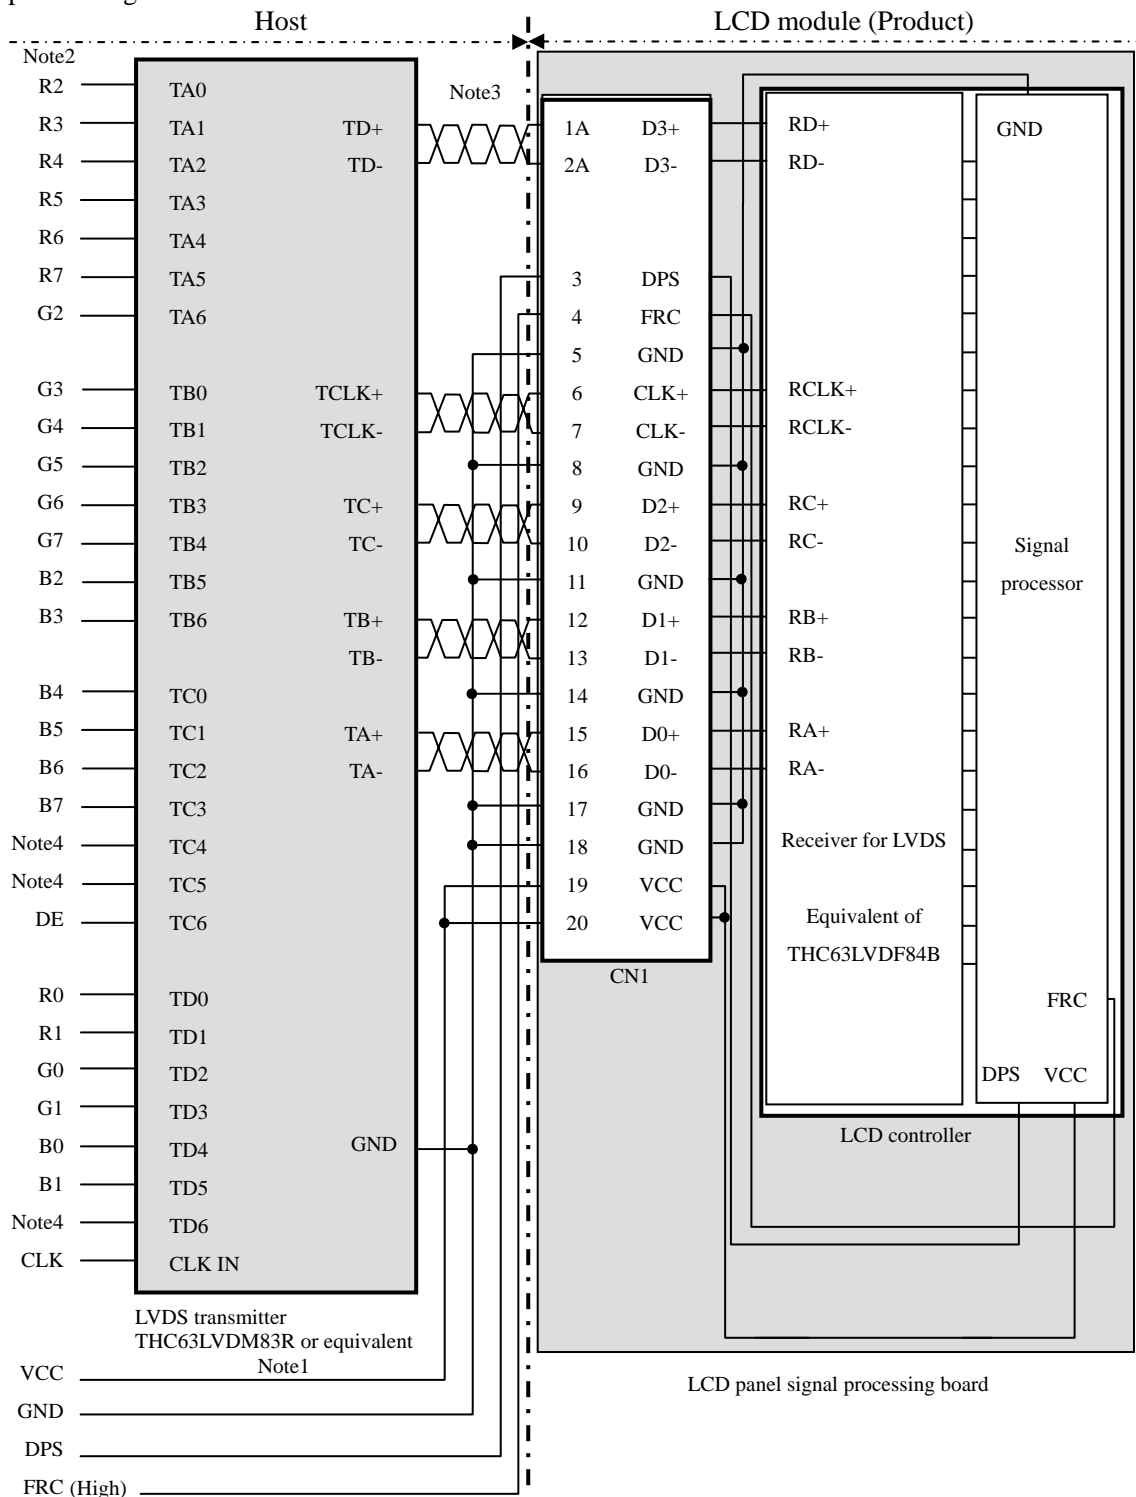 Host
LCD module (Product)
Note2
R2 TA0
Note3
R3 TA1 TD+ 1A D3+ RD+ GND
R4 TA2 TD- 2A D3- RD-
R5 TA3
R6 TA4
R7 TA5 3 DPS
G2 TA6 4 FRC
5 GND
G3 TB0 TCLK+ 6 CLK+ RCLK+
G4 TB1 TCLK- 7 CLK- RCLK-
G5 TB2 8 GND
G6 TB3 TC+ 9 D2+ RC+
G7 TB4 TC- 10 D2- RC- Signal
B2 TB5 11 GND processor
B3 TB6 TB+ 12 D1+ RB+
TB- 13 D1- RB-
B4 TC0 14 GND
B5 TC1 TA+ 15 D0+ RA+
B6 TC2 TA- 16 D0- RA-
B7 TC3 17 GND
Note4 TC4 18 GND Receiver for LVDS
Note4 TC5 19 VCC
DE TC6 20 VCC Equivalent of
THC63LVDF84B
CN1
R0 TD0 FRC
R1 TD1
G0 TD2 DPS VCC
G1 TD3
B0 TD4 GND LCD controller
B1 TD5
Note4 TD6
CLK CLK IN
LVDS transmitter
THC63LVDM83R or equivalent
Note1
VCC
LCD panel signal processing board
GND
DPS
FRC (High)